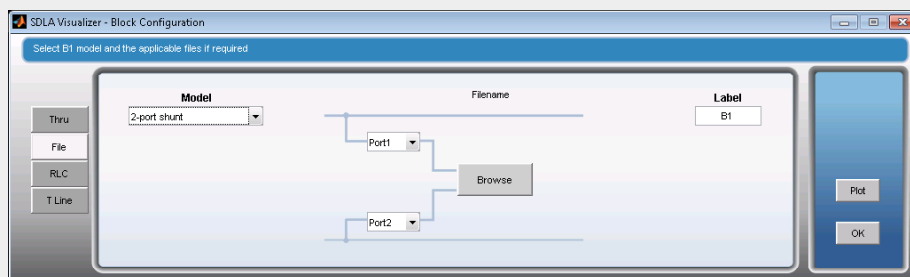 SDLA Visualizer - Block Configuration
Select B1 model and the applicable files if required
Model
Filename
Label
2-port shunt
B1
Thru
File
RLC
T Line
Port1
Browse
Port2
Plot
OK